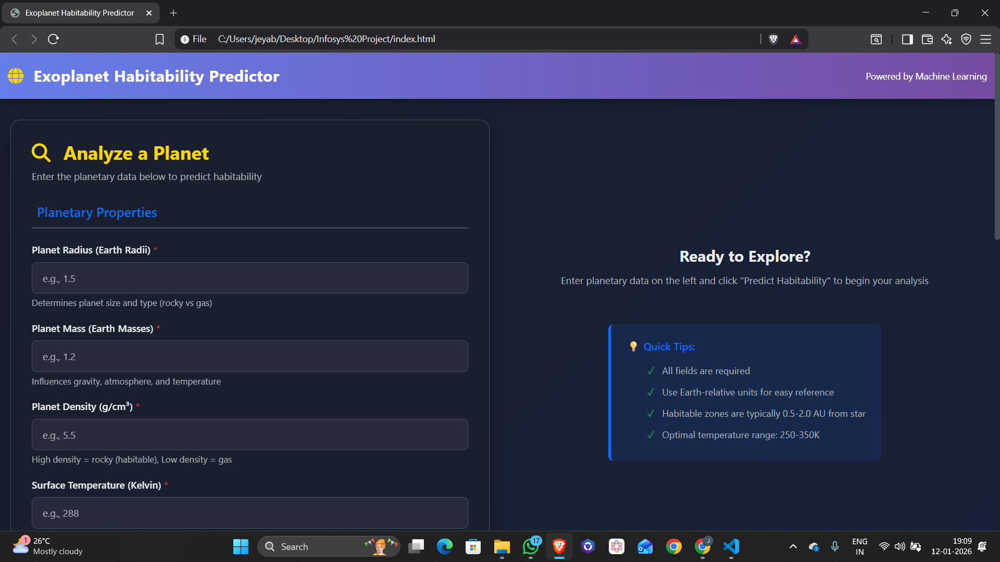 Exoplanet Habitability Predictor
File C:/Users/jeyab/Desktop/Infosys%20Project/index.html
Exoplanet Habitability Predictor
Powered by Machine Learning
Analyze a Planet
Enter the planetary data below to predict habitability
Planetary Properties
Planet Radius (Earth Radii) *
e.g., 1.5
Determines planet size and type (rocky vs gas)
Planet Mass (Earth Masses) *
e.g., 1.2
Influences gravity, atmosphere, and temperature
Planet Density (g/cm³) *
e.g., 5.5
High density = rocky (habitable), Low density = gas
Surface Temperature (Kelvin) *
e.g., 288
Ready to Explore?
Enter planetary data on the left and click "Predict Habitability" to begin your analysis
💡 Quick Tips:
✓ All fields are required
✓ Use Earth-relative units for easy reference
✓ Habitable zones are typically 0.5-2.0 AU from star
✓ Optimal temperature range: 250-350K
1
26°C
Mostly cloudy
Search
17
J
ENG
IN
19:09
12-01-2026